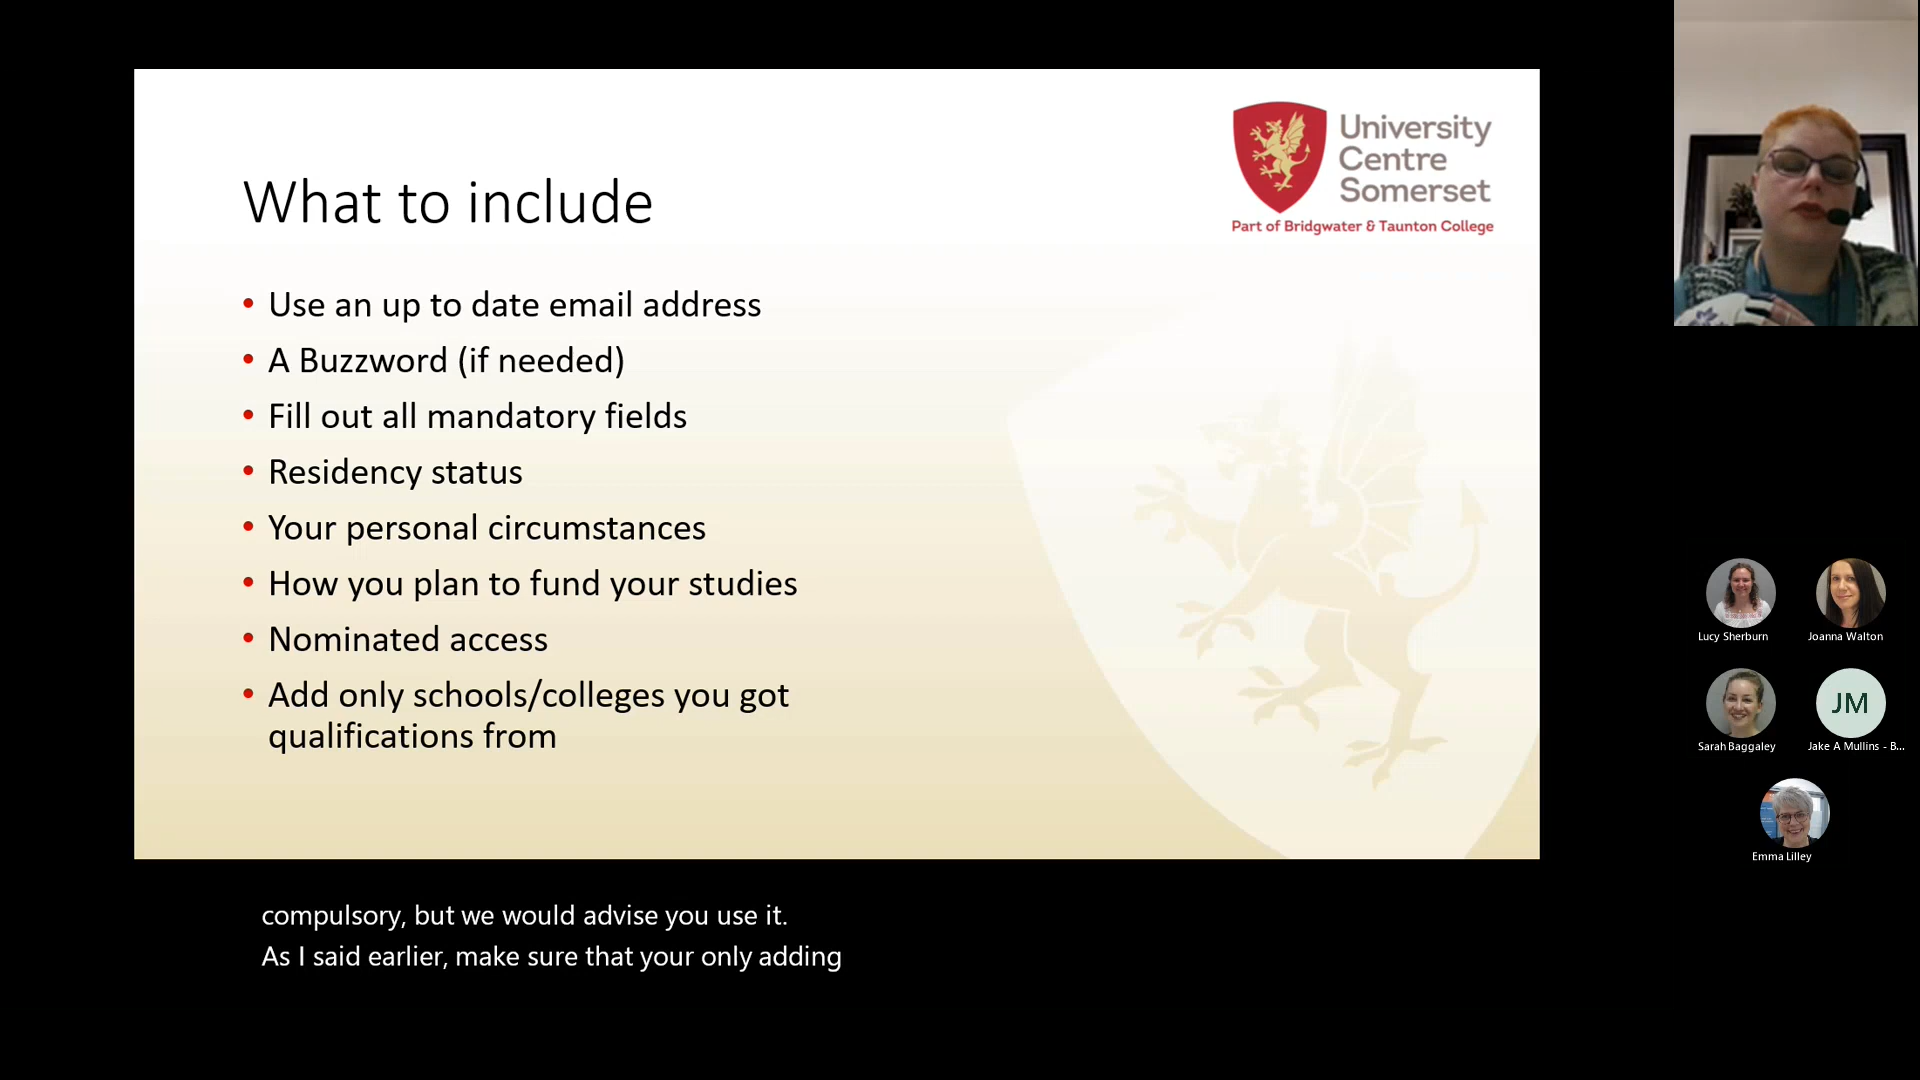 University
Centre
Somerset
Part of Bridgwater & Taunton College
What to include
• Use an up to date email address
• A Buzzword (if needed)
• Fill out all mandatory fields
• Residency status
• Your personal circumstances
• How you plan to fund your studies
• Nominated access
• Add only schools/colleges you got
qualifications from
Lucy Sherburn
Joanna Walton
JM
Sarah Baggaley
Jake A Mullins - B...
Emma Lilley
compulsory, but we would advise you use it.
As I said earlier, make sure that your only adding